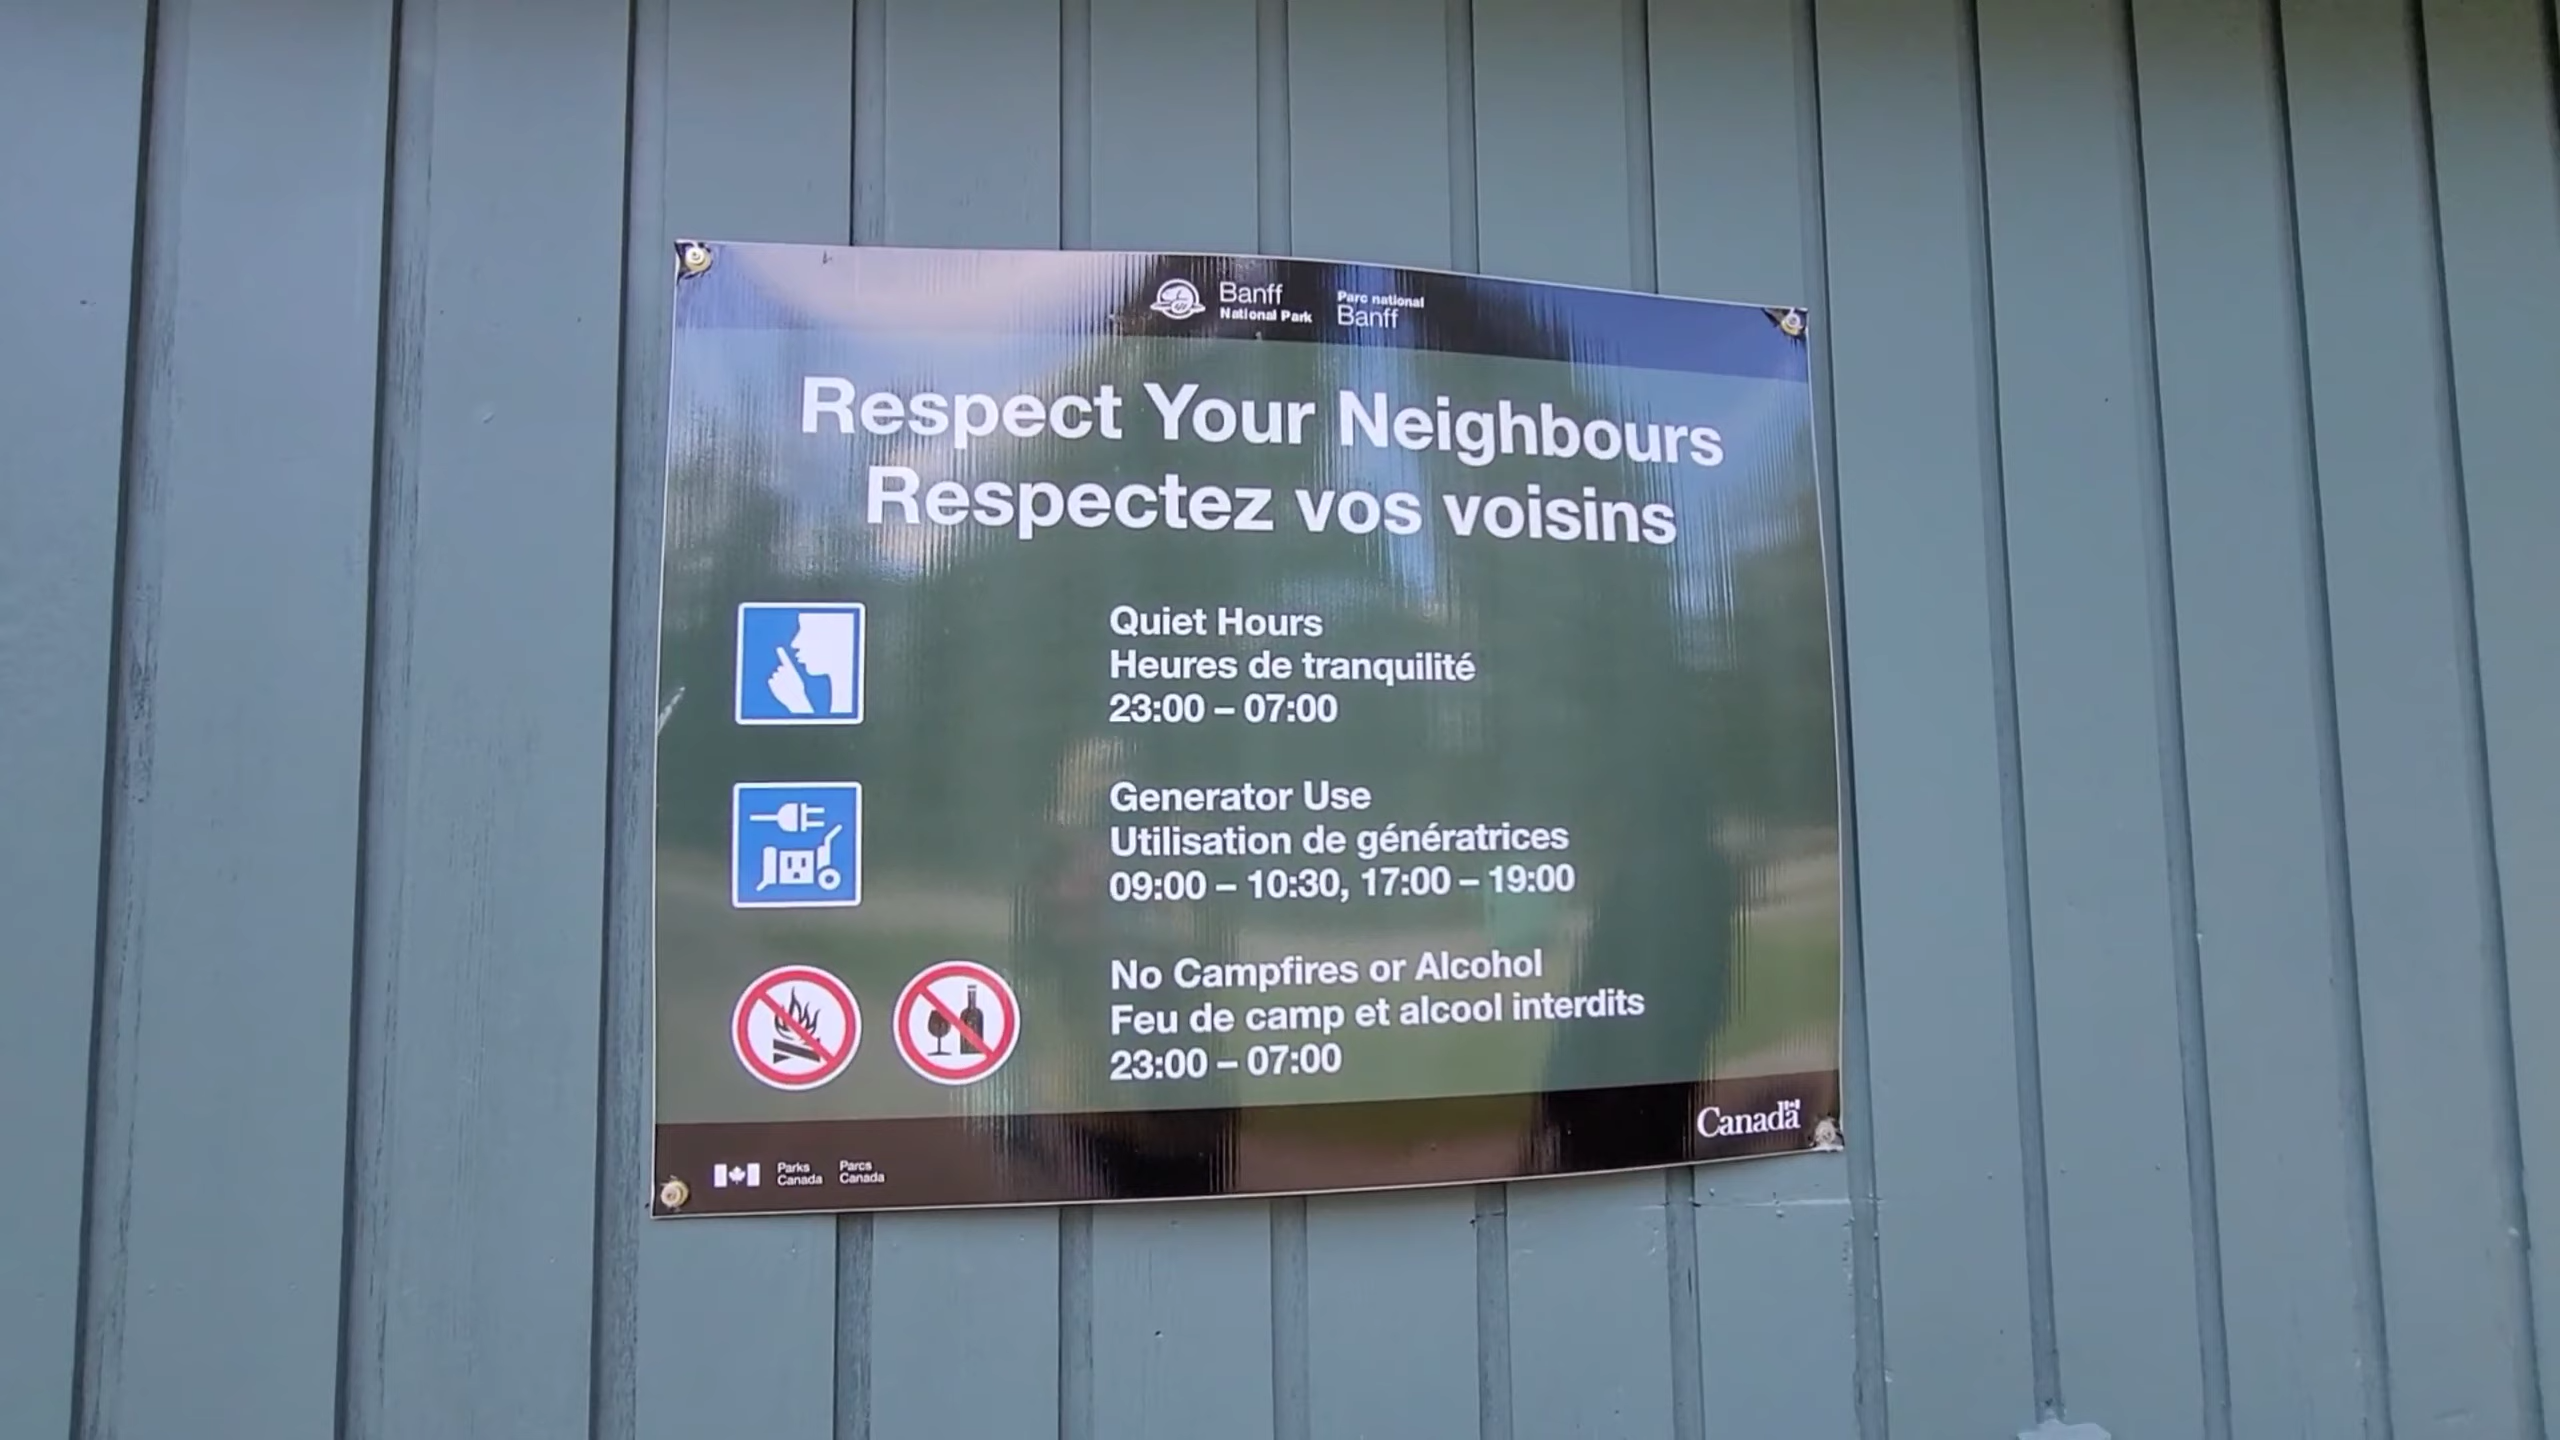 Banff
National Park
Parc national
Banff
Respect Your Neighbours
Respectez vos voisins
Quiet Hours
Heures de tranquilité
23:00 – 07:00
Generator Use
Utilisation de génératrices
09:00 – 10:30, 17:00 – 19:00
No Campfires or Alcohol
Feu de camp et alcool interdits
23:00 – 07:00
Parks
Canada
Parcs
Canada
Canada